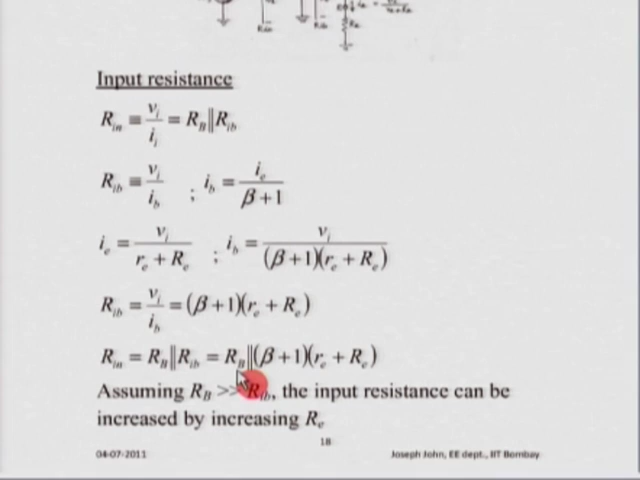 Input resistance
R_in ≡ v_i / i_i = R_B || R_ib
R_ib ≡ v_i / i_b ; i_b = i_e / β+1
i_e = v_i / r_e + R_e ; i_b = v_i / (β+1)(r_e + R_e)
R_ib = v_i / i_b = (β+1)(r_e + R_e)
R_in = R_B || R_ib = R_B || (β+1)(r_e + R_e)
Assuming R_B >> R_ib, the input resistance can be
increased by increasing R_e
18
04-07-2011 Joseph John, EE dept., IIT Bombay